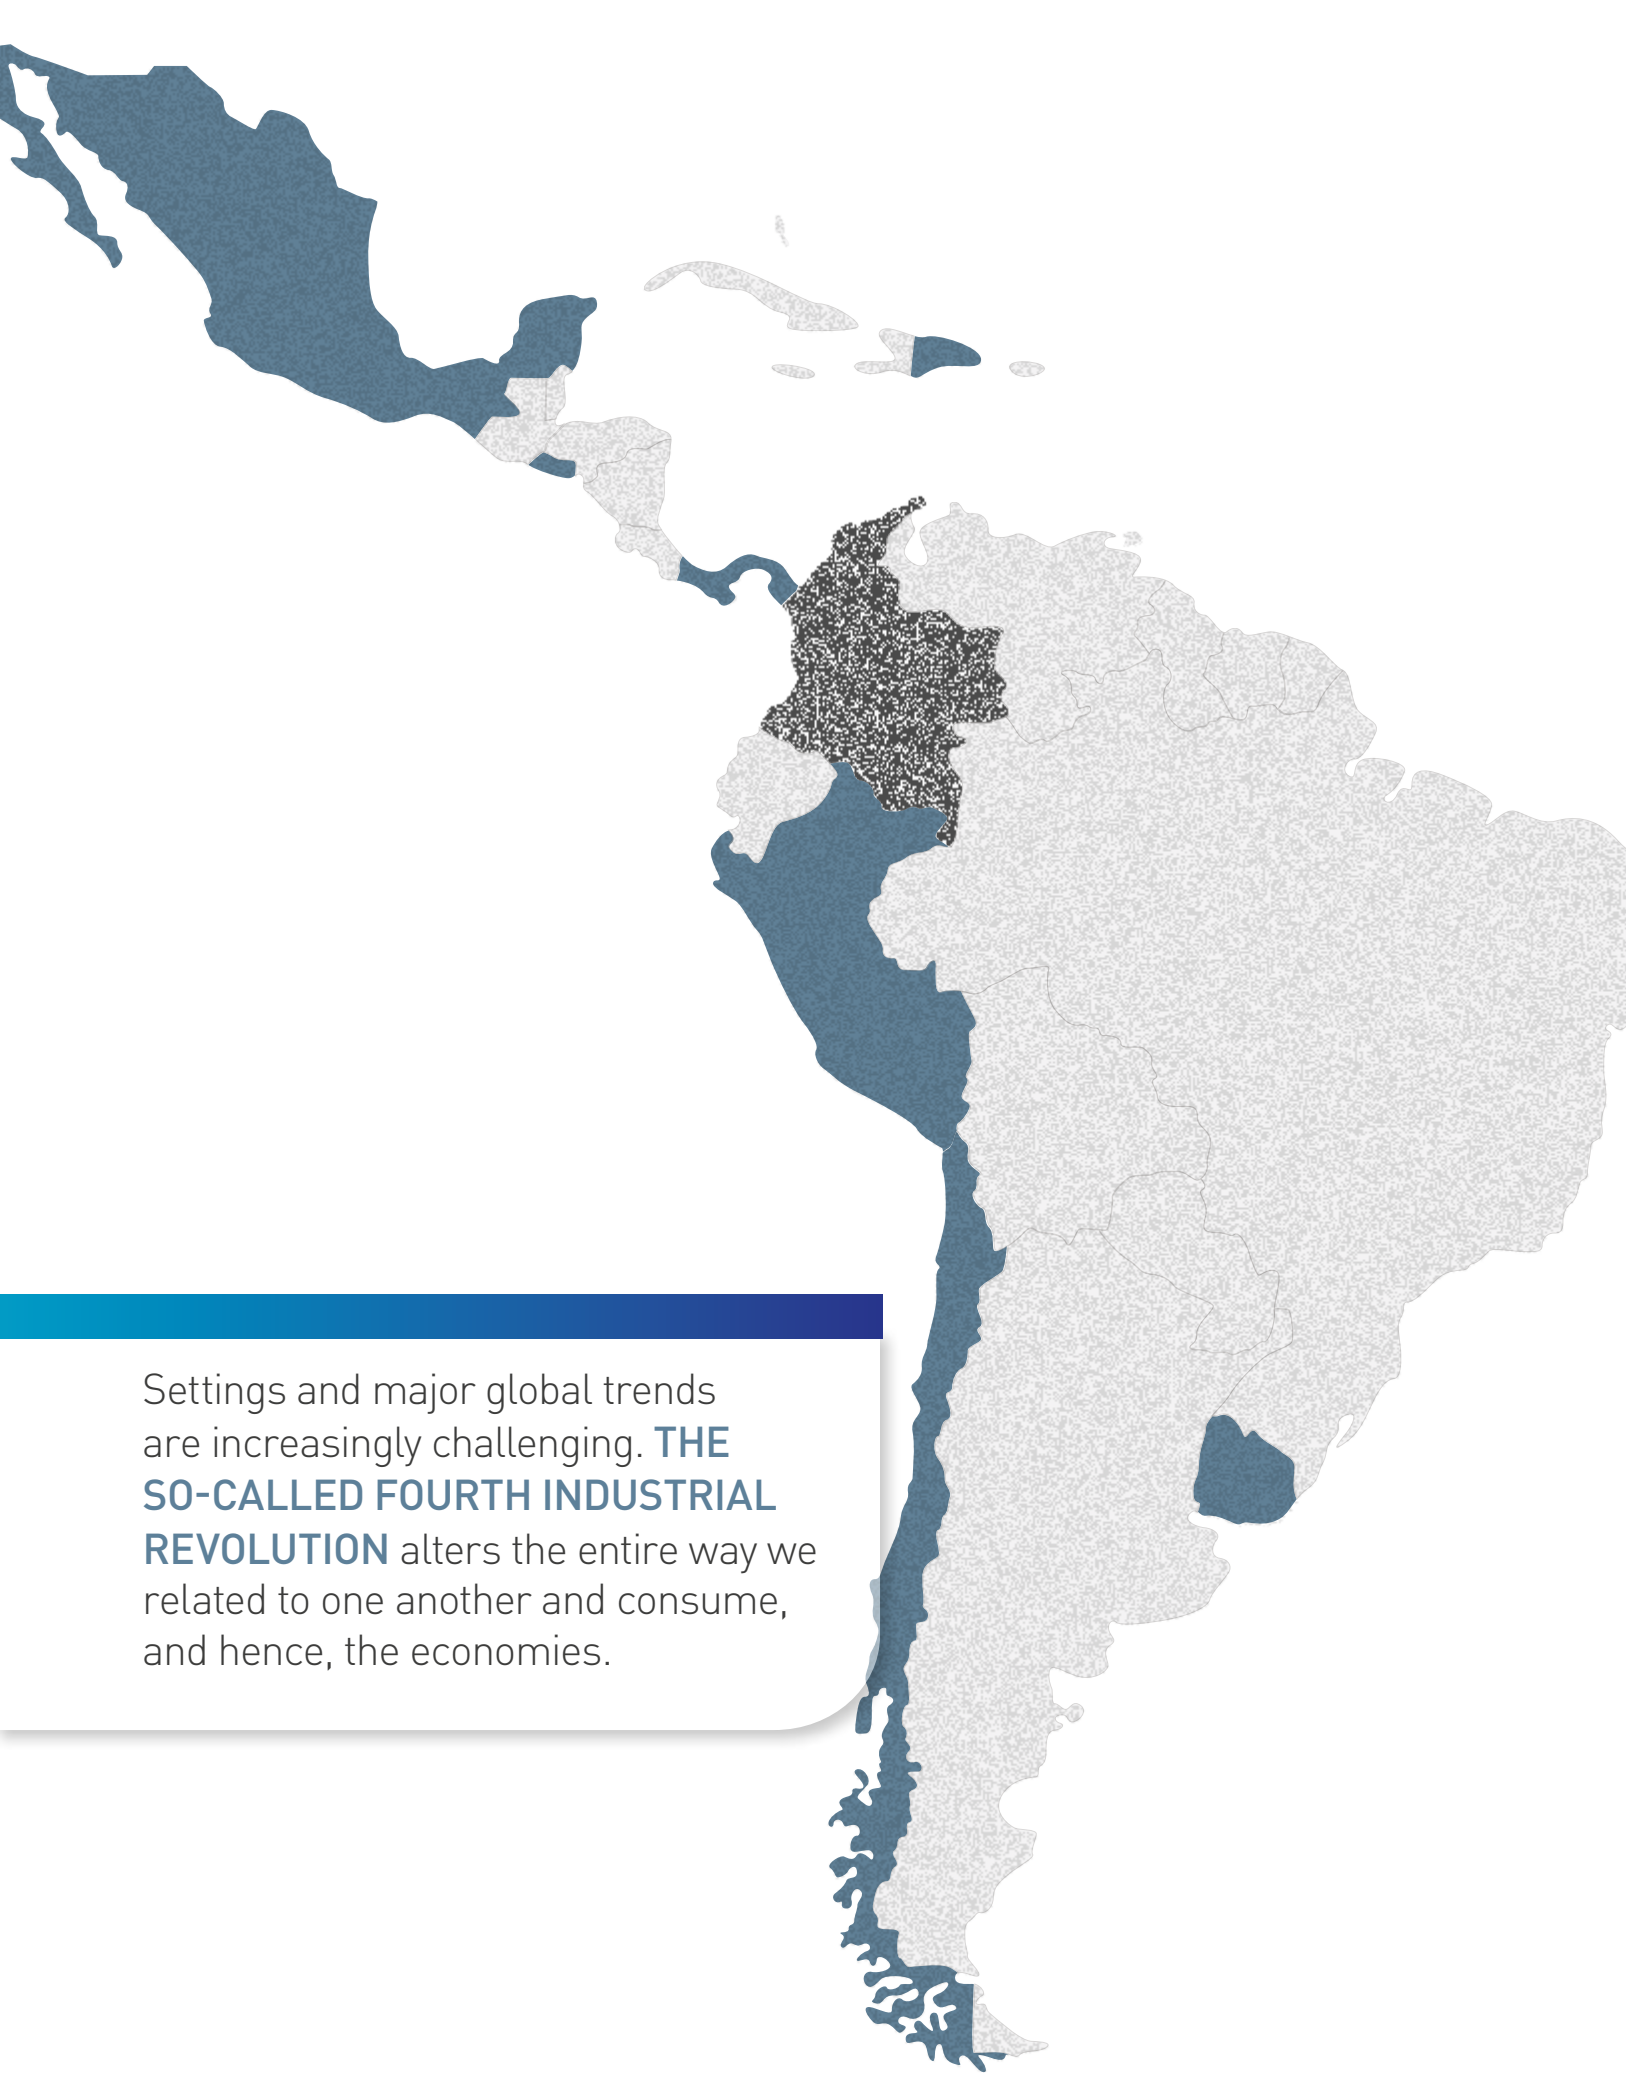 Settings and major global trends
are increasingly challenging. THE
SO-CALLED FOURTH INDUSTRIAL
REVOLUTION alters the entire way we
related to one another and consume,
and hence, the economies.